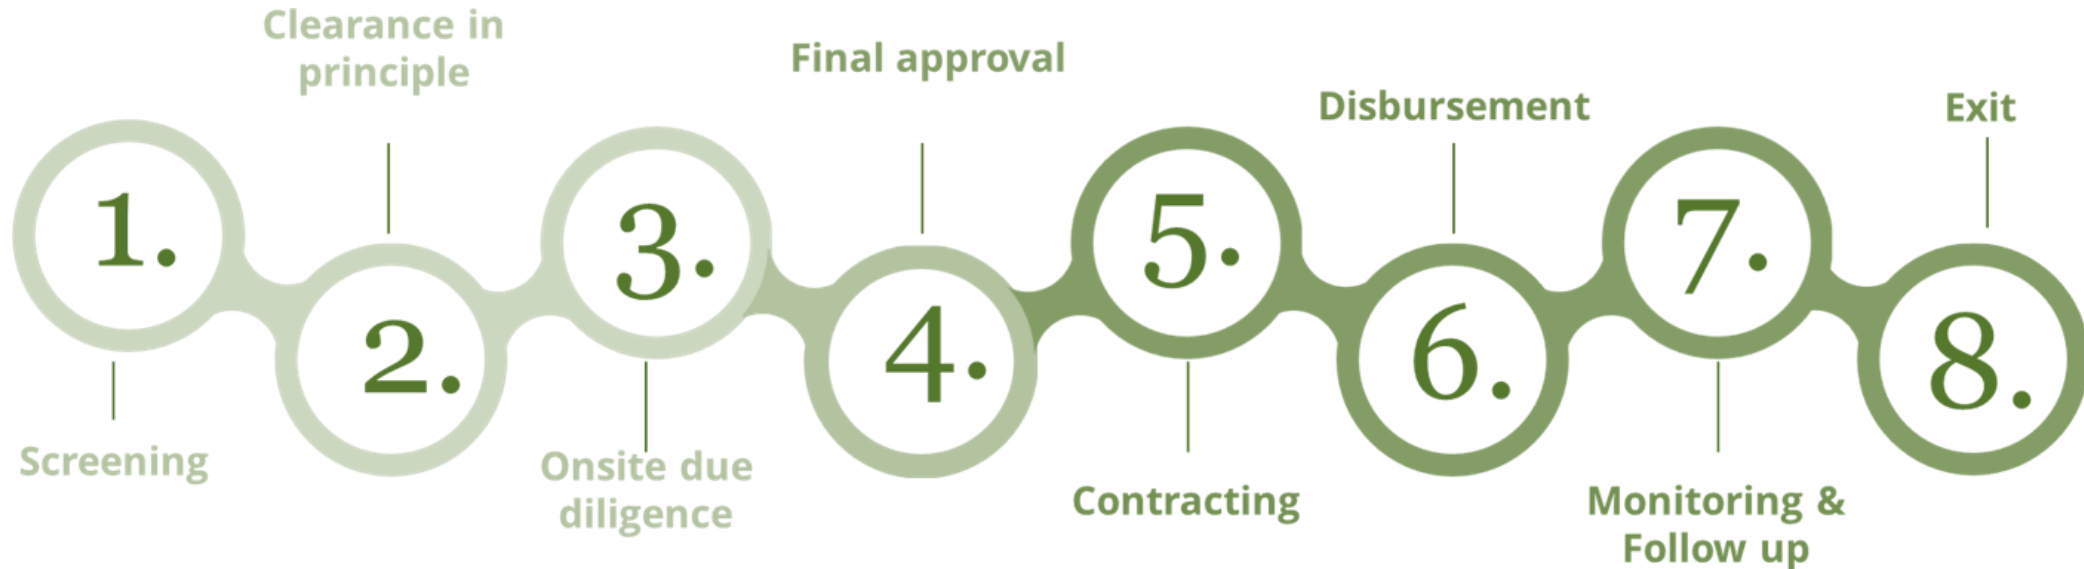 1.
Screening
Clearance in
principle
2.
3.
Onsite due
diligence
Final approval
4.
5.
Contracting
Disbursement
6.
7.
Monitoring &
Follow up
Exit
8.